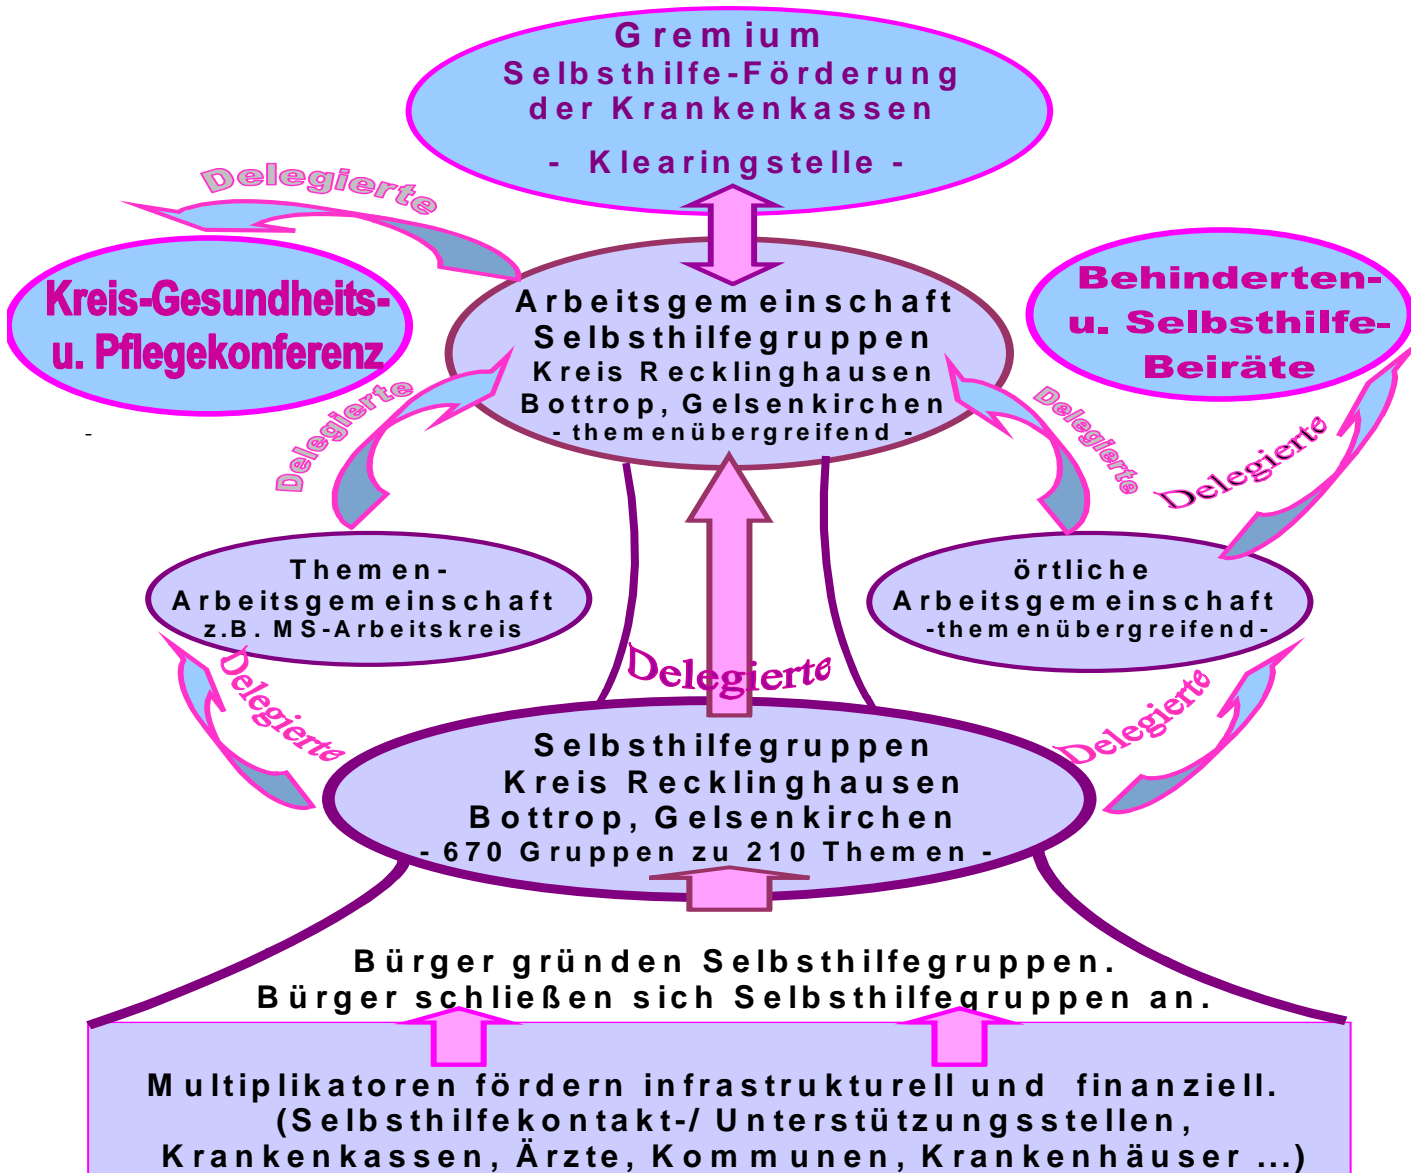 Gremium
Selbsthilfe-Förderung
der Krankenkassen
- Klearingstelle -
Delegierte
Kreis-Gesundheits-
u. Pflegekonferenz
Arbeitsgemeinschaft
Selbsthilfegruppen
Kreis Recklinghausen
Bottrop, Gelsenkirchen
- themenübergreifend -
Behinderten-
u. Selbsthilfe-
Beiräte
Delegierte
Delegierte
Delegierte
-
Themen-
Arbeitsgemeinschaft
z.B. MS-Arbeitskreis
örtliche
Arbeitsgemeinschaft
-themenübergreifend-
Delegierte
Delegierte
Delegierte
Selbsthilfegruppen
Kreis Recklinghausen
Bottrop, Gelsenkirchen
- 670 Gruppen zu 210 Themen -
Bürger gründen Selbsthilfegruppen.
Bürger schließen sich Selbsthilfegruppen an.
Multiplikatoren fördern infrastrukturell und finanziell.
(Selbsthilfekontakt-/ Unterstützungsstellen,
Krankenkassen, Ärzte, Kommunen, Krankenhäuser ...)